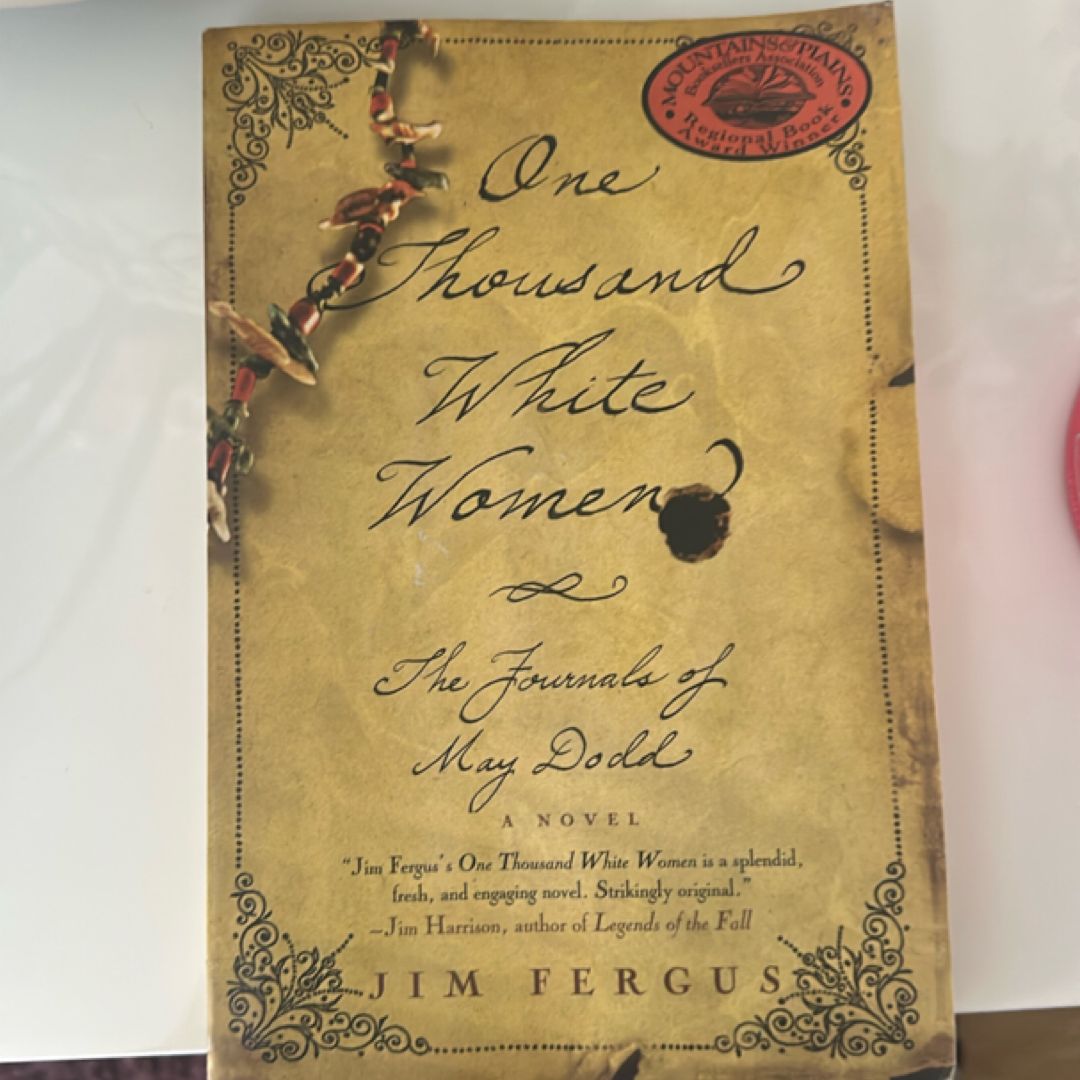 MOUNTAINS & PLAINS
Booksellers Association
Regional Book
Award Winner
One
Thousand
White
Women
The Journals of
May Dodd
A NOVEL
“Jim Fergus's One Thousand White Women is a splendid,
fresh, and engaging novel. Strikingly original.”
—Jim Harrison, author of Legends of the Fall
JIM FERGUS